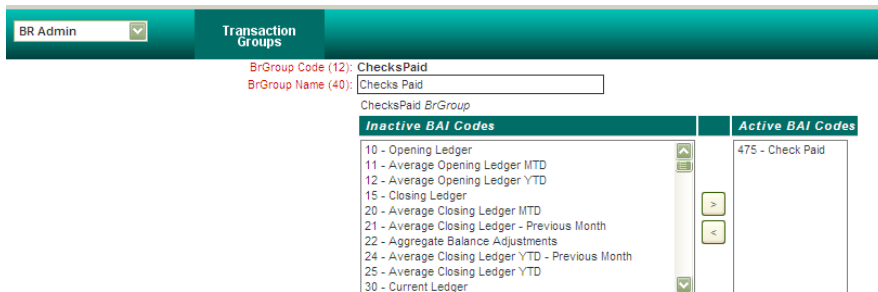 BR Admin
Transaction
Groups
BrGroup Code (12): ChecksPaid
BrGroup Name (40): Checks Paid
ChecksPaid BrGroup
Inactive BAI Codes
Active BAI Codes
10 - Opening Ledger
475 - Check Paid
11 - Average Opening Ledger MTD
12 - Average Opening Ledger YTD
15 - Closing Ledger
20 - Average Closing Ledger MTD
>
21 - Average Closing Ledger - Previous Month
22 - Aggregate Balance Adjustments
<
24 - Average Closing Ledger YTD - Previous Month
25 - Average Closing Ledger YTD
30 - Current Ledger